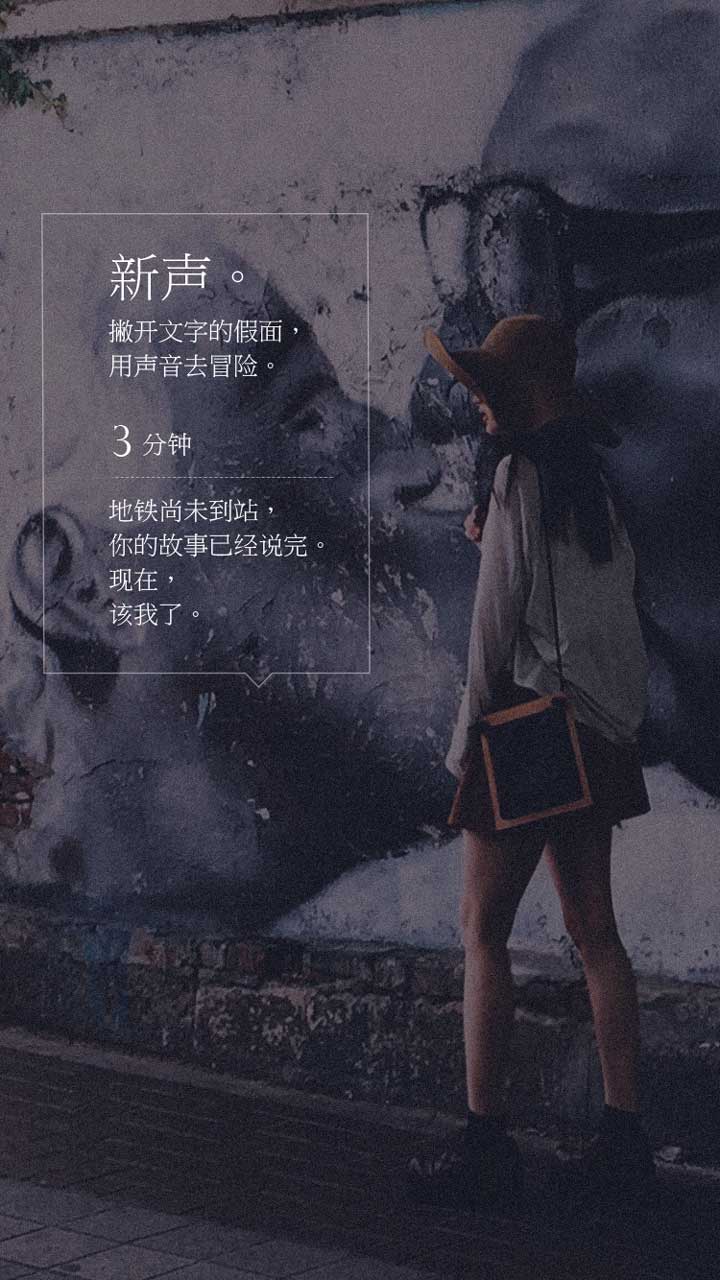 新声。
撇开文字的假面，
用声音去冒险。
3 分钟
地铁尚未到站，
你的故事已经说完。
现在，
该我了。